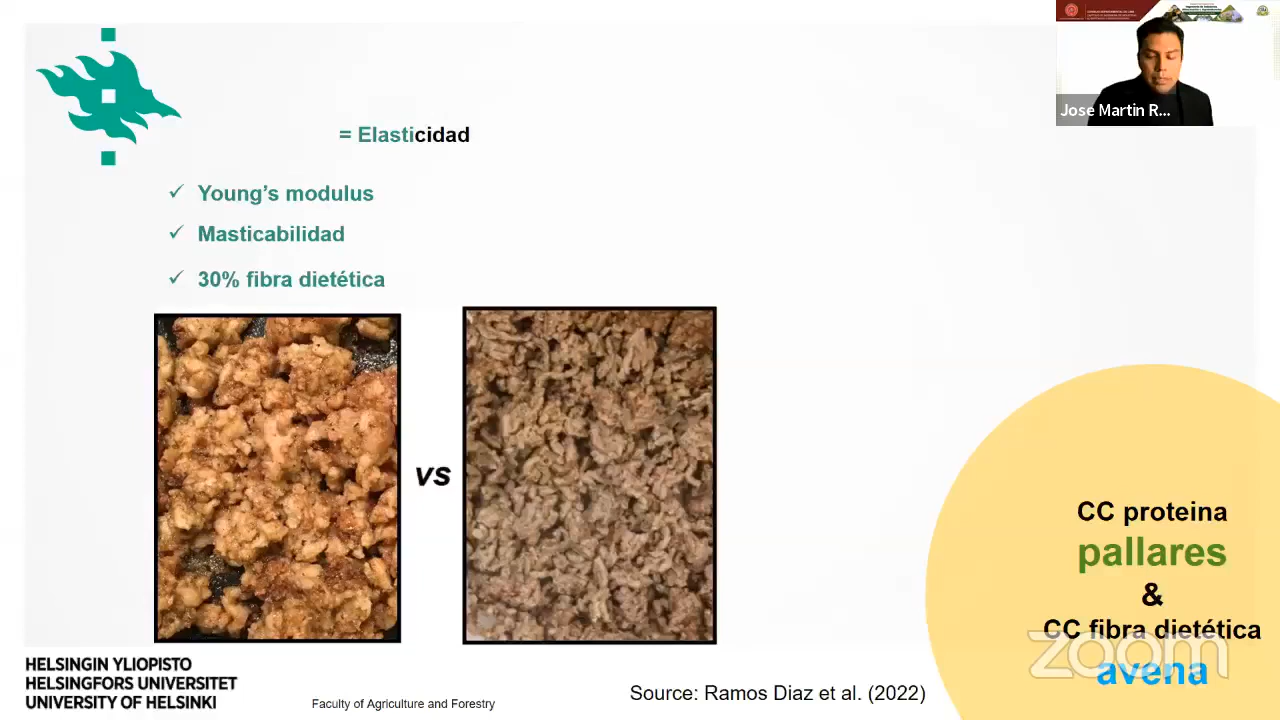 = Elasticidad
✓ Young's modulus
✓ Masticabilidad
✓ 30% fibra dietética
vs
CC proteina
pallares
&
CC fibra dietética
avena
zoom
Jose Martin R...
HELSINGIN YLIOPISTO
HELSINGFORS UNIVERSITET
UNIVERSITY OF HELSINKI
Faculty of Agriculture and Forestry
Source: Ramos Diaz et al. (2022)